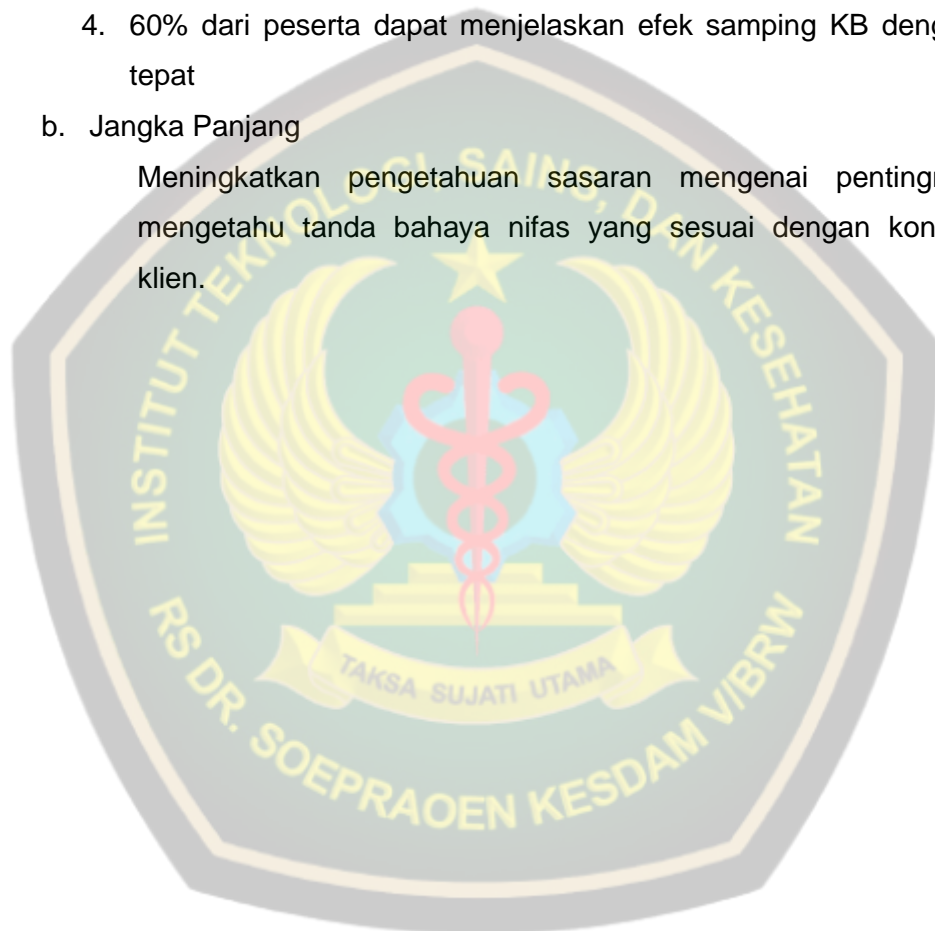 4. 60% dari peserta dapat menjelaskan efek samping KB deng
tepat
b. Jangka Panjang
Meningkatkan pengetahuan sasaran mengenai penting
mengetahu tanda bahaya nifas yang sesuai dengan kon
klien.
INSTITUT TEKNOLOGI, SAINS, DAN KESEHATAN
TAKSA SUJATI UTAMA
RS DR. SOEPRAOEN KESDAM V/BRW